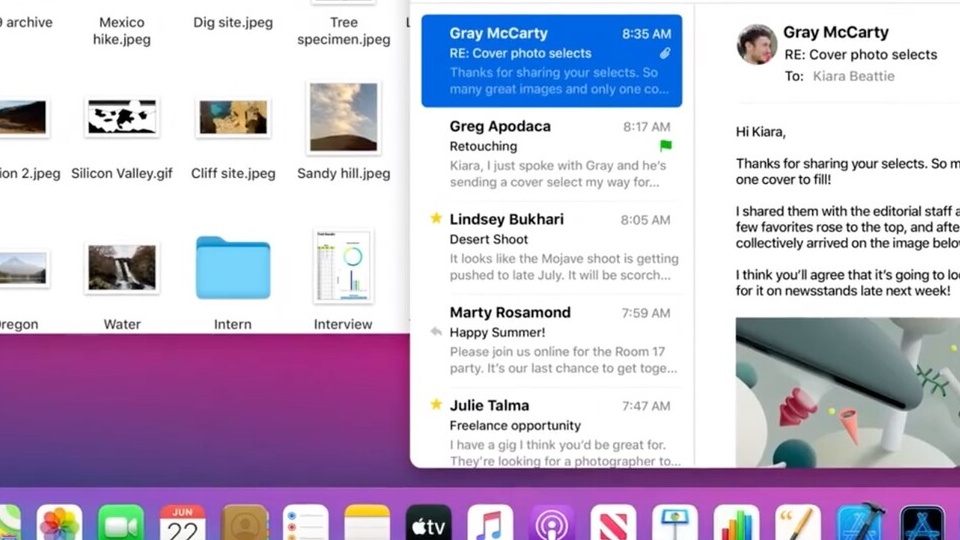 9 archive
Mexico
hike.jpeg
Dig site.jpeg
Tree
specimen.jpeg
ion 2.jpeg
Silicon Valley.gif
Cliff site.jpeg
Sandy hill.jpeg
regon
Water
Intern
Interview
Gray McCarty
8:35 AM
RE: Cover photo selects
Thanks for sharing your selects. So
many great images and only one co...
Greg Apodaca
8:17 AM
Retouching
Kiara, I just spoke with Gray and he's
sending a cover select my way for...
Lindsey Bukhari
8:05 AM
Desert Shoot
It looks like the Mojave shoot is getting
pushed to late July. It will be scorch...
Marty Rosamond
7:59 AM
Happy Summer!
Please join us online for the Room 17
party. It's our last chance to get toge...
Julie Talma
7:47 AM
Freelance opportunity
I have a gig I think you'd be great for.
They're looking for a photographer to...
Gray McCarty
RE: Cover photo selects
To: Kiara Beattie
Hi Kiara,
Thanks for sharing your selects. So m
one cover to fill!
I shared them with the editorial staff a
few favorites rose to the top, and afte
collectively arrived on the image belo
I think you'll agree that it's going to lo
for it on newsstands late next week!
JUN
22
tv